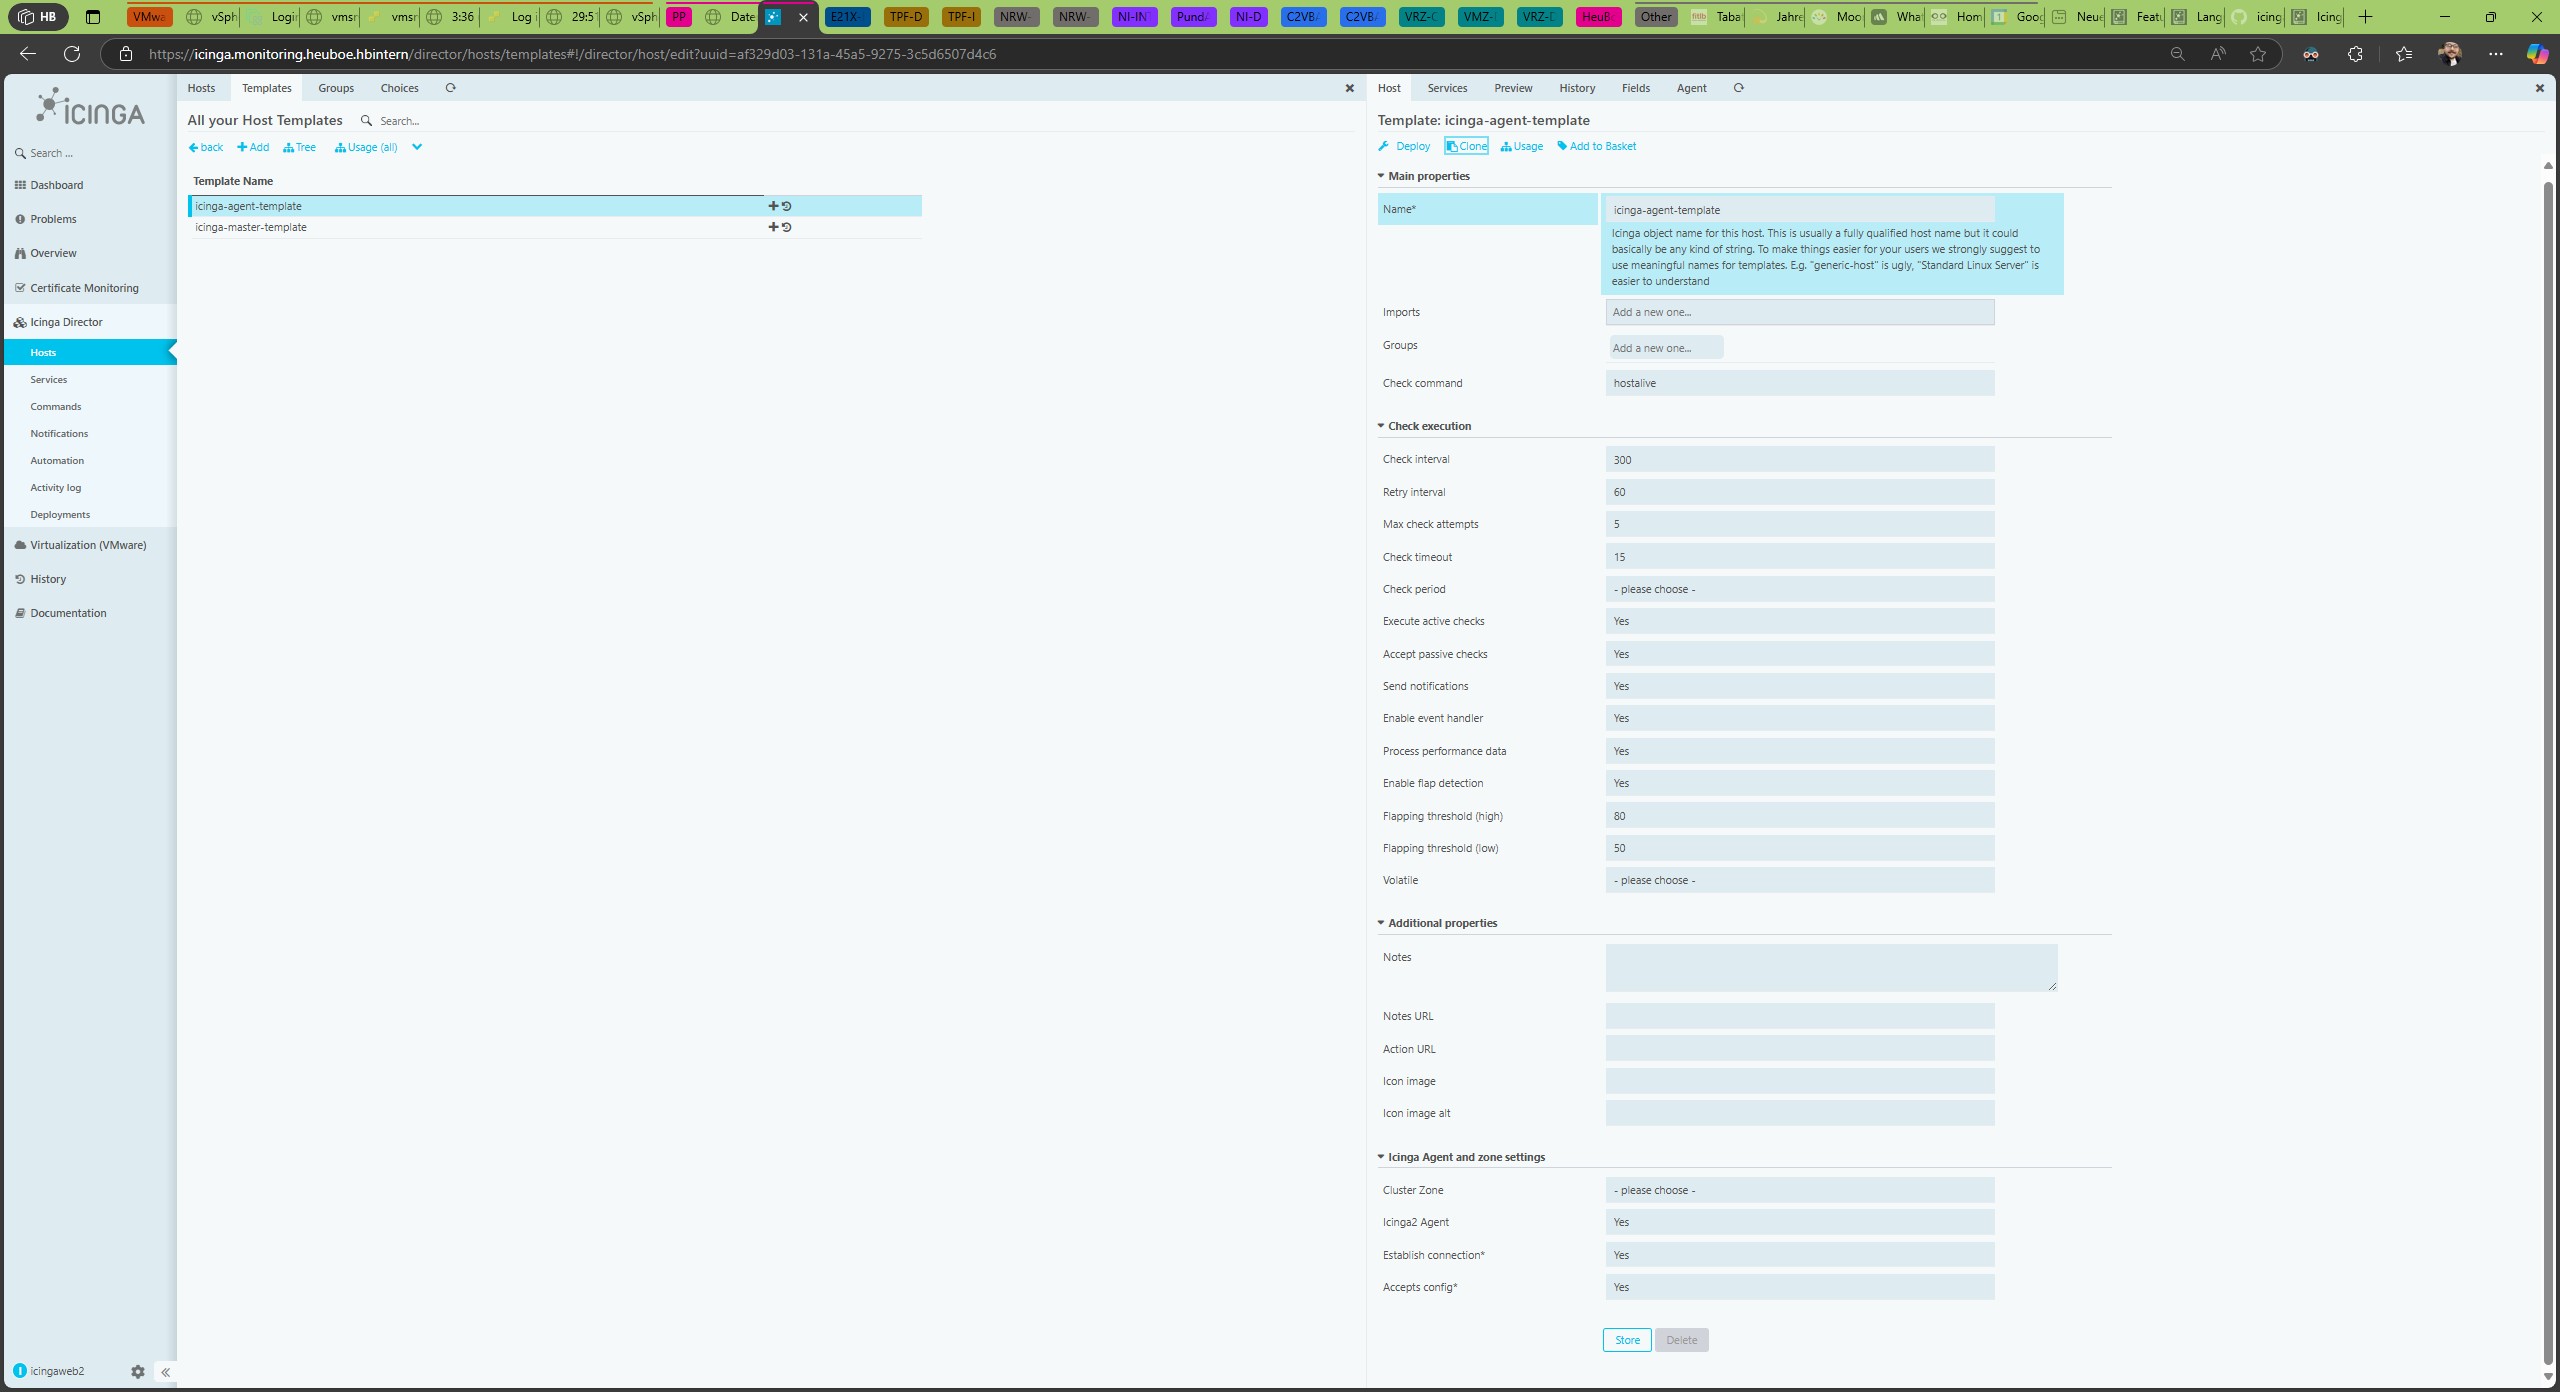 HB
VMwa
vSph
Login
vmsr
vmsr
3:36
Log i
29:51
vSph
PP
Date
E21X-
TPF-D
TPF-I
NRW-
NRW-
NI-IN
PundA
NI-D
C2VBA
C2VBA
VRZ-C
VMZ-
VRZ-D
HeuB
Other
Taba
Jahre
Moo
Wha
Hom
Goog
Neue
Featu
Lang
icing
Icing
https://icinga.monitoring.heuboe.hbintern/director/hosts/templates#!/director/host/edit?uuid=af329d03-131a-45a5-9275-3c5d6507d4c6
ICINGA
Search ...
Dashboard
Problems
Overview
Certificate Monitoring
Icinga Director
Hosts
Services
Commands
Notifications
Automation
Activity log
Deployments
Virtualization (VMware)
History
Documentation
icingaweb2
Hosts Templates Groups Choices
All your Host Templates Search...
back Add Tree Usage (all)
Template Name
icinga-agent-template
icinga-master-template
Host Services Preview History Fields Agent
Template: icinga-agent-template
Deploy Clone Usage Add to Basket
Main properties
Name* icinga-agent-template
Icinga object name for this host. This is usually a fully qualified host name but it could
basically be any kind of string. To make things easier for your users we strongly suggest to
use meaningful names for templates. E.g. "generic-host" is ugly, "Standard Linux Server" is
easier to understand
Imports Add a new one...
Groups Add a new one...
Check command hostalive
Check execution
Check interval 300
Retry interval 60
Max check attempts 5
Check timeout 15
Check period - please choose -
Execute active checks Yes
Accept passive checks Yes
Send notifications Yes
Enable event handler Yes
Process performance data Yes
Enable flap detection Yes
Flapping threshold (high) 80
Flapping threshold (low) 50
Volatile - please choose -
Additional properties
Notes
Notes URL
Action URL
Icon image
Icon image alt
Icinga Agent and zone settings
Cluster Zone - please choose -
Icinga2 Agent Yes
Establish connection* Yes
Accepts config* Yes
Store Delete